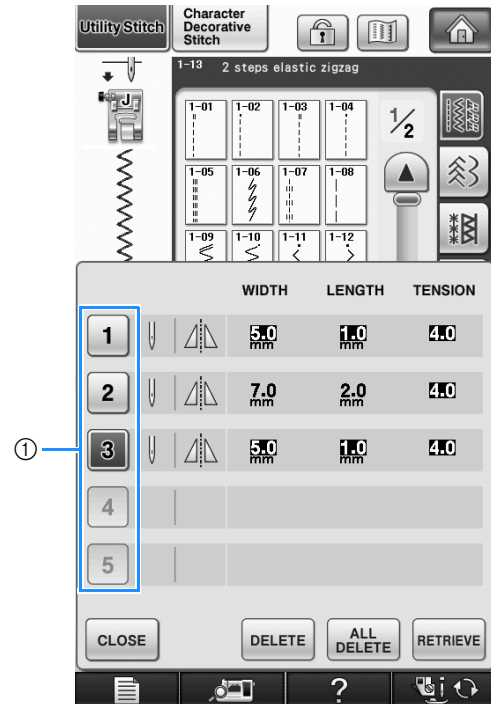 Utility Stitch
Character
Decorative
Stitch
1-13 2 steps elastic zigzag
J
1-01 1-02 1-03 1-04
1/2
1-05 1-06 1-07 1-08
1-09 1-10 1-11 1-12
WIDTH LENGTH TENSION
1 5.0 mm 1.0 mm 4.0
2 7.0 mm 2.0 mm 4.0
① 3 5.0 mm 1.0 mm 4.0
4
5
CLOSE DELETE ALL DELETE RETRIEVE
? i